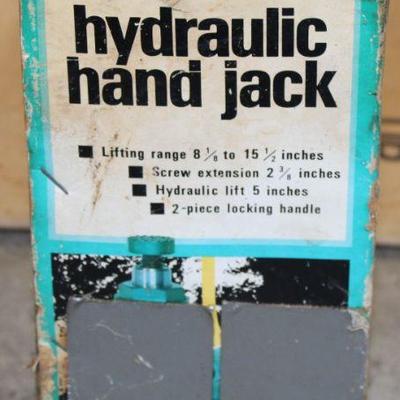 hydraulic
hand jack
■ Lifting range 8 1/8 to 15 1/2 inches
■ Screw extension 2 3/8 inches
■ Hydraulic lift 5 inches
■ 2-piece locking handle